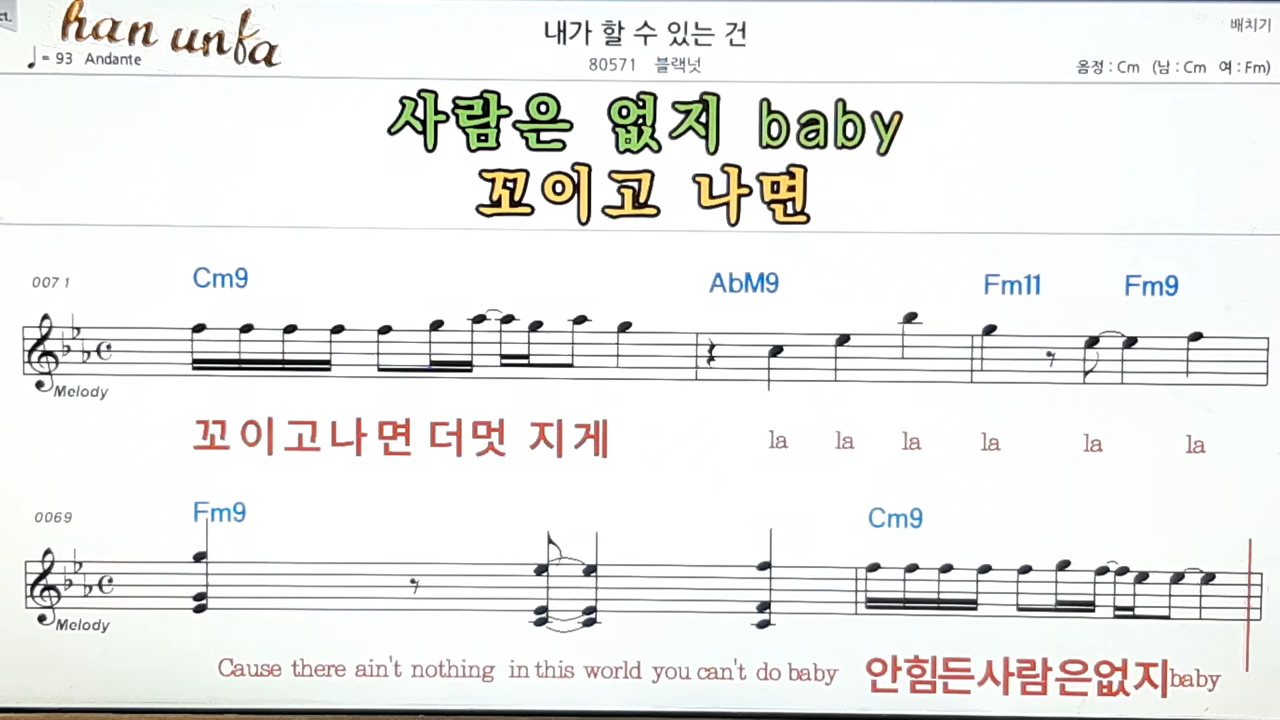 ct.
han unfa
내가 할 수 있는 건
배치기
♩= 93 Andante
80571 블랙넛
음정 : Cm (남 : Cm 여 : Fm)
사람은 없지 baby
꼬이고 나면
0071
Cm9 AbM9 Fm11 Fm9
Melody
꼬이고나면 더멋 지게 la la la la la la
0069
Fm9 Cm9
Melody
Cause there ain't nothing in this world you can't do baby 안힘든사람은없지baby